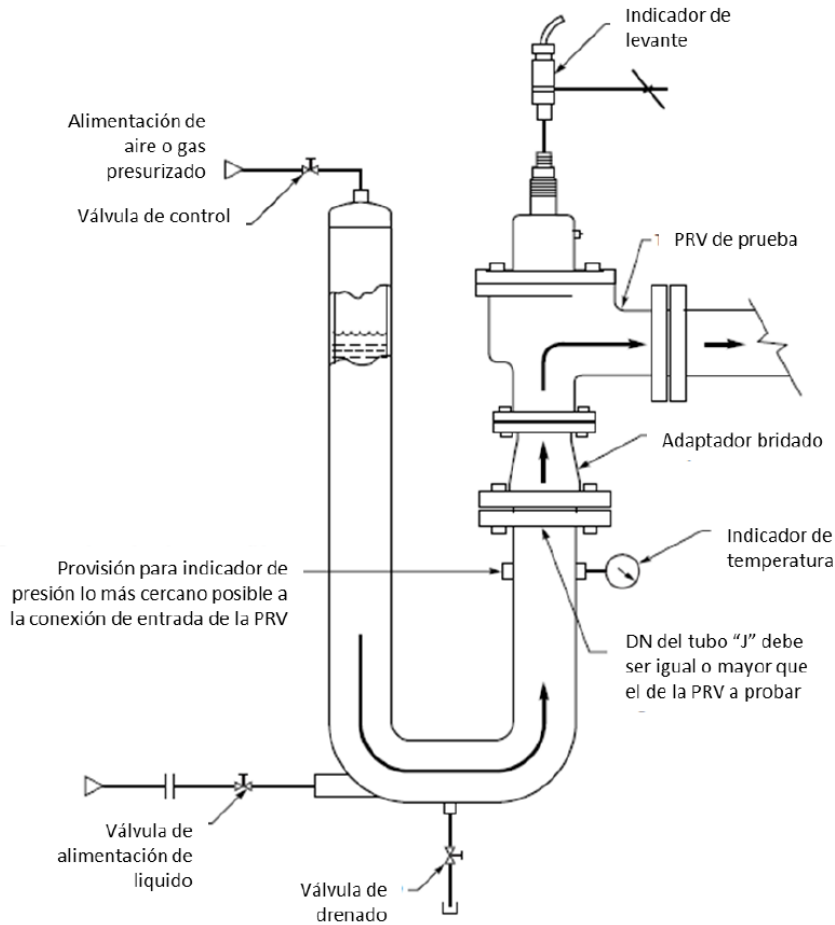 Indicador de
levante
Alimentación de
aire o gas
presurizado
Válvula de control
PRV de prueba
Adaptador bridado
Indicador de
temperatura
Provisión para indicador de
presión lo más cercano posible a
la conexión de entrada de la PRV
DN del tubo “J” debe
ser igual o mayor que
el de la PRV a probar
Válvula de
alimentación de
liquido
Válvula de
drenado